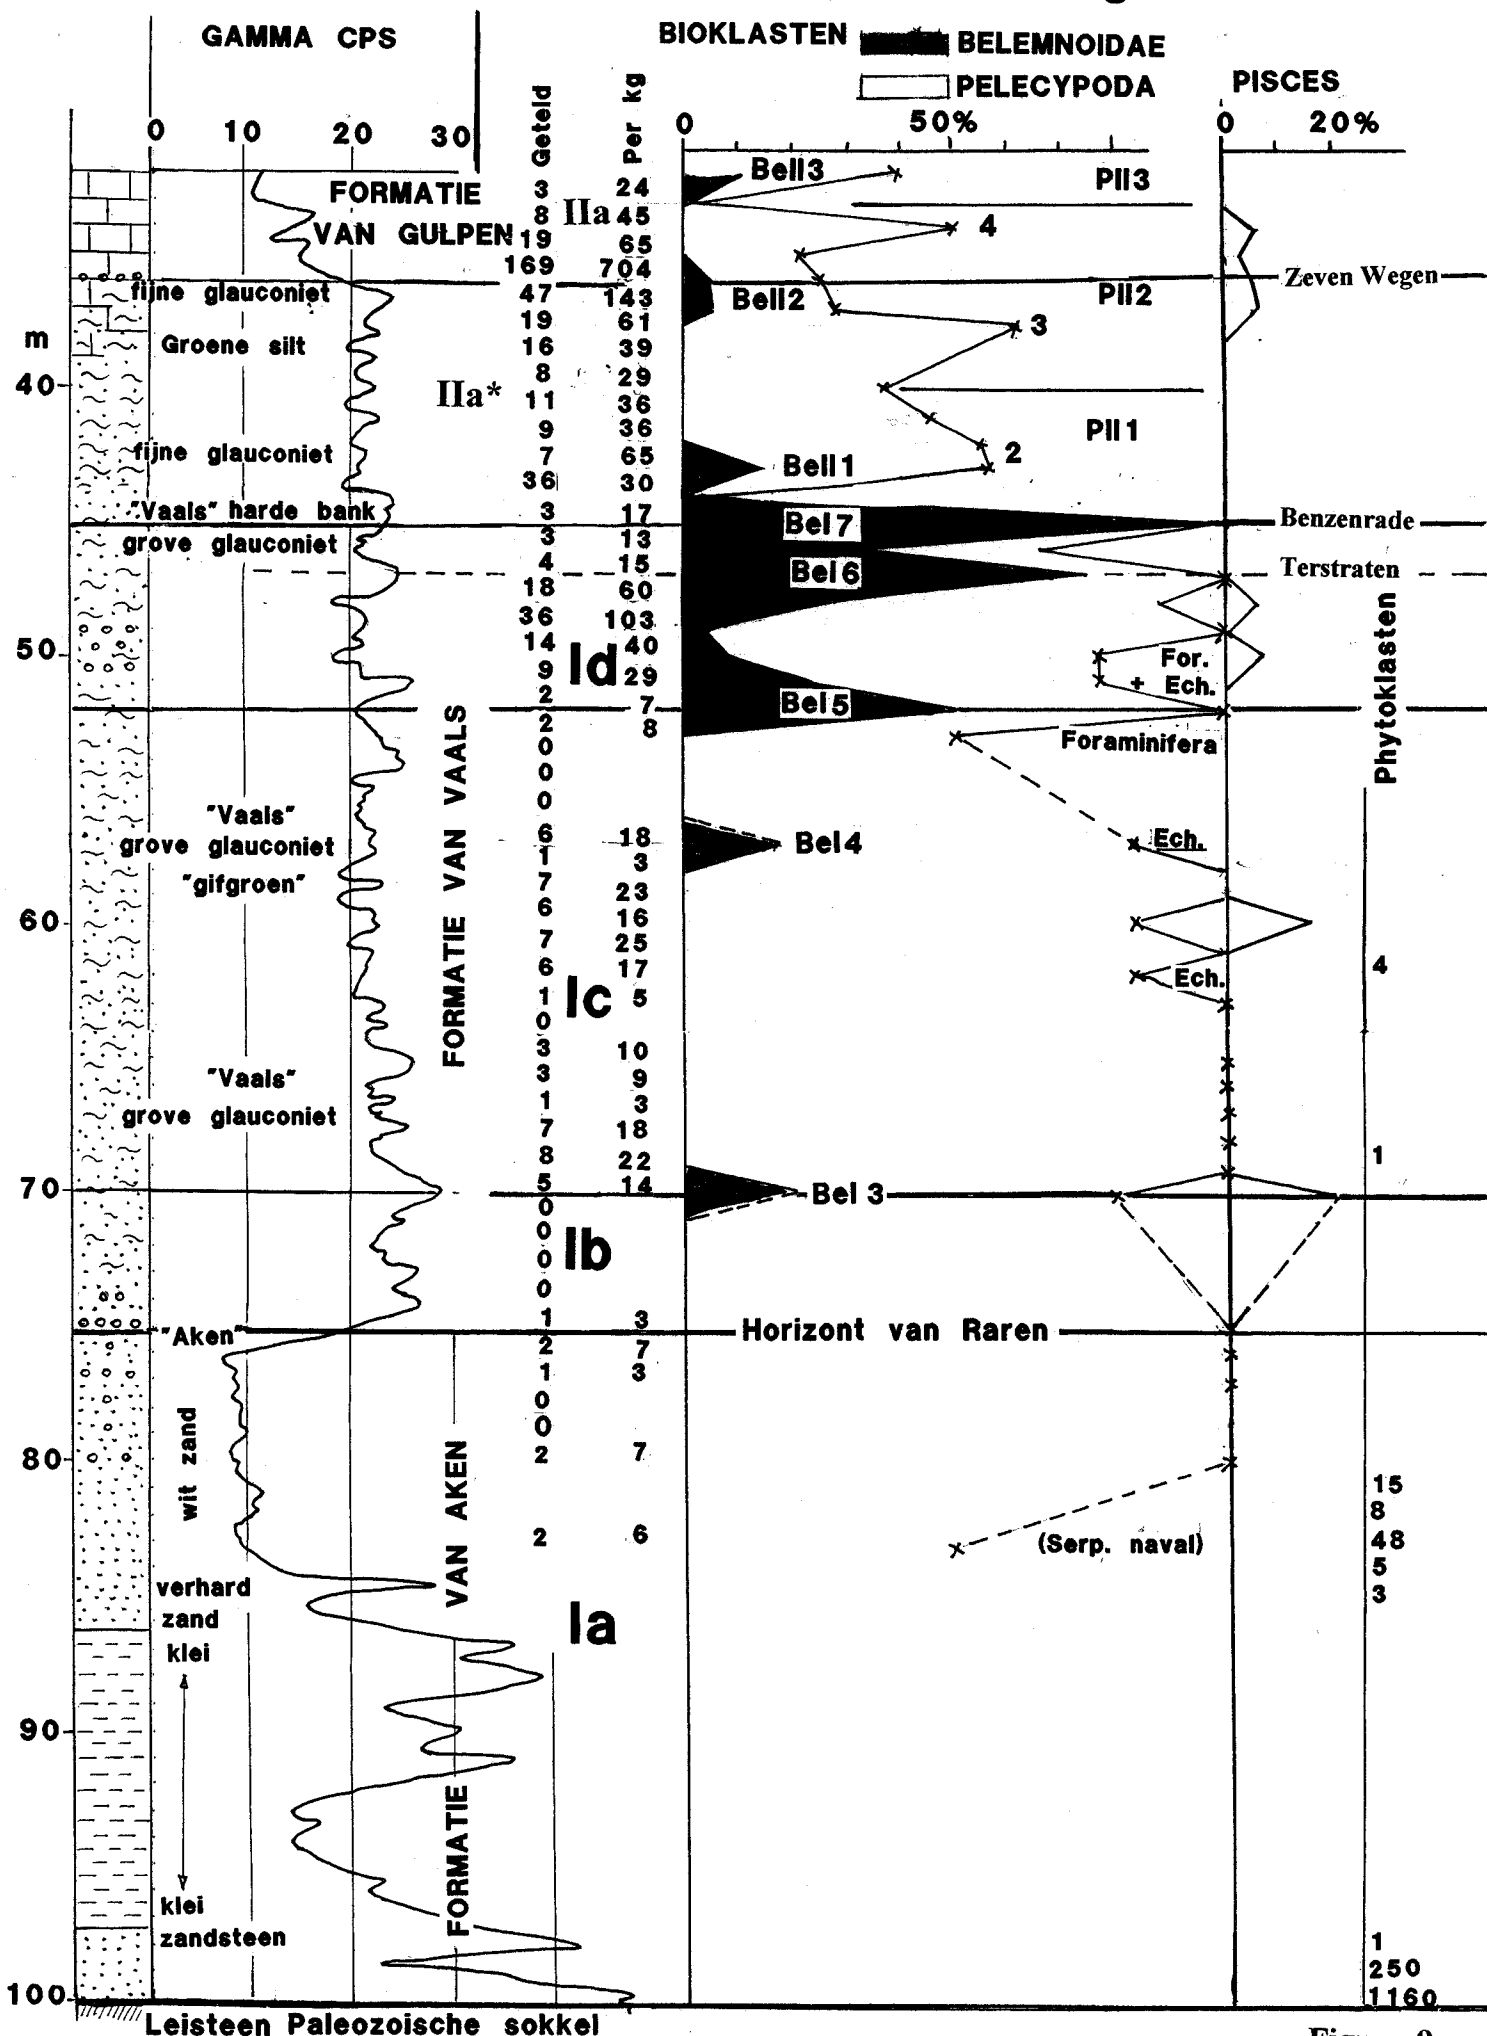 GAMMA CPS
BIOKLASTEN BELEMNOIDAE
PELECYPODA
PISCES
0 10 20 30
Geteld
Per kg
0 50%
0 20%
FORMATIE
VAN GULPEN
fijne glauconiet
m
Groene silt
40
fijne glauconiet
"Vaals" harde bank
grove glauconiet
50
"Vaals"
grove glauconiet
"gifgroen"
60
"Vaals"
grove glauconiet
70
"Aken"
wit zand
80
verhard
zand
klei
90
klei
zandsteen
100
Leisteen Paleozoische sokkel
FORMATIE VAN VAALS
FORMATIE VAN AKEN
3 24
8 IIa 45
19 65
169 704
47 143
19 61
16 39
8 29
IIa* 11 36
9 36
7 65
36 30
3 17
3 13
4 15
18 60
36 103
14 40
Id
9 29
2 7
2 8
0
0
0
6 18
1 3
7 23
6 16
7 25
6 17
Ic
1 5
0
3 10
3 9
1 3
7 18
8 22
5 14
0
0
Ib
0
0
1 3
2 7
1 3
0
0
2 7
2 6
Ia
Bell3
PII3
4
Zeven Wegen
Bell2
PII2
3
PII1
2
Bell1
Bel7
Benzenrade
Bel6
Terstraten
For.
+ Ech.
Bel5
Foraminifera
Phytoklasten
Bel4
Ech.
4
Ech.
1
Bel 3
Horizont van Raren
(Serp. naval)
15
8
48
5
3
1
250
1160